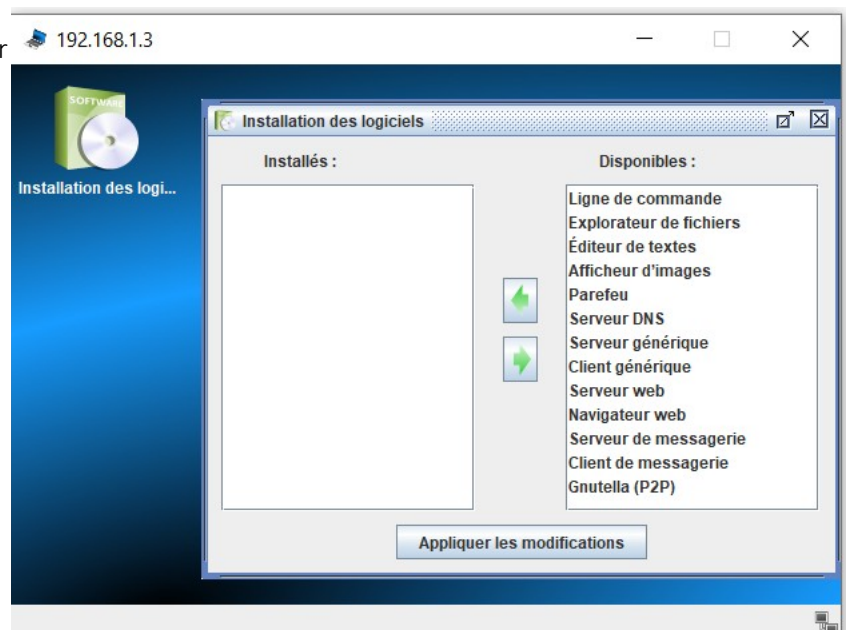 r
192.168.1.3
SOFTWARE
Installation des logi...
Installation des logiciels
Installés :
Disponibles :
Ligne de commande
Explorateur de fichiers
Éditeur de textes
Afficheur d'images
Parefeu
Serveur DNS
Serveur générique
Client générique
Serveur web
Navigateur web
Serveur de messagerie
Client de messagerie
Gnutella (P2P)
Appliquer les modifications